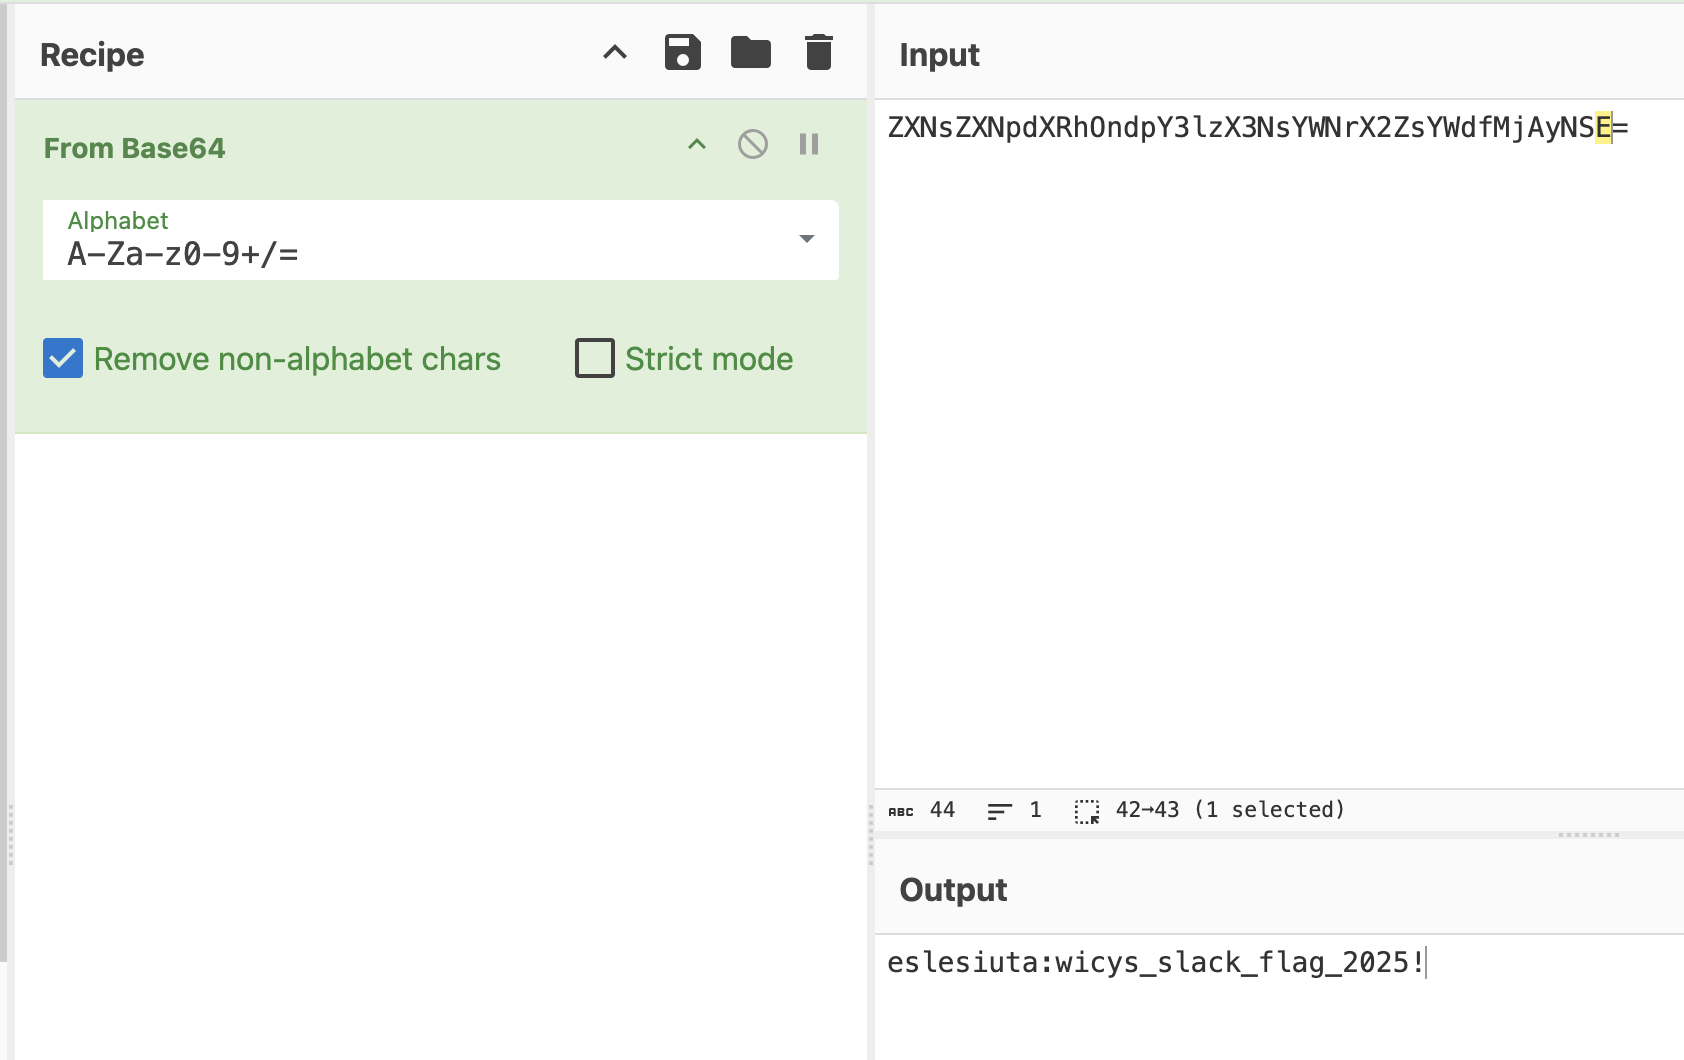 Recipe
From Base64
Alphabet
A-Za-z0-9+/=
Remove non-alphabet chars
Strict mode
Input
ZXNsZXNpdXRhOndpY3lzX3NsYWNrX2ZsYWdfMjAyNSE=
ABC 44 1 42→43 (1 selected)
Output
eslesiuta:wicys_slack_flag_2025!